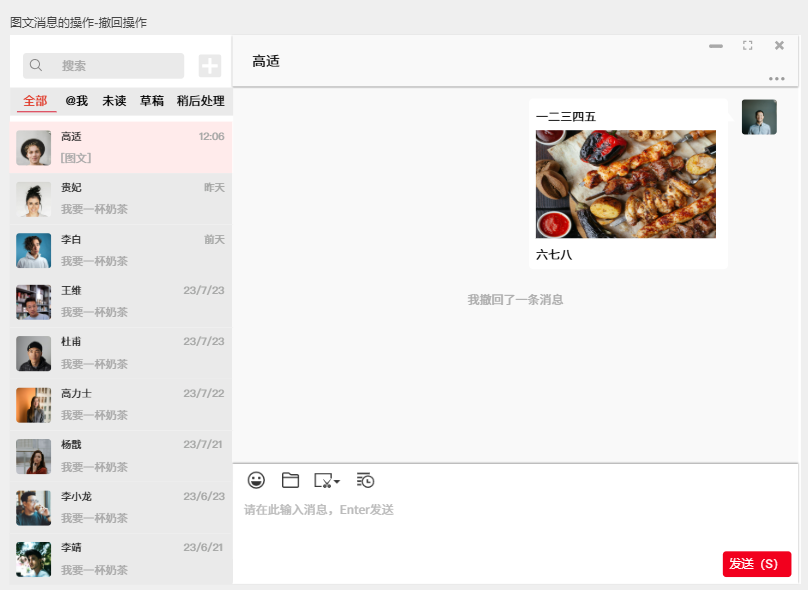 图文消息的操作-撤回操作
搜索
全部 @我 未读 草稿 稍后处理
高适 12:06
[图文]
贵妃 昨天
我要一杯奶茶
李白 前天
我要一杯奶茶
王维 23/7/23
我要一杯奶茶
杜甫 23/7/23
我要一杯奶茶
高力士 23/7/22
我要一杯奶茶
杨戬 23/7/21
我要一杯奶茶
李小龙 23/6/23
我要一杯奶茶
李靖 23/6/21
我要一杯奶茶
高适
一二三四五
六七八
我撤回了一条消息
请在此输入消息，Enter发送
发送（S）